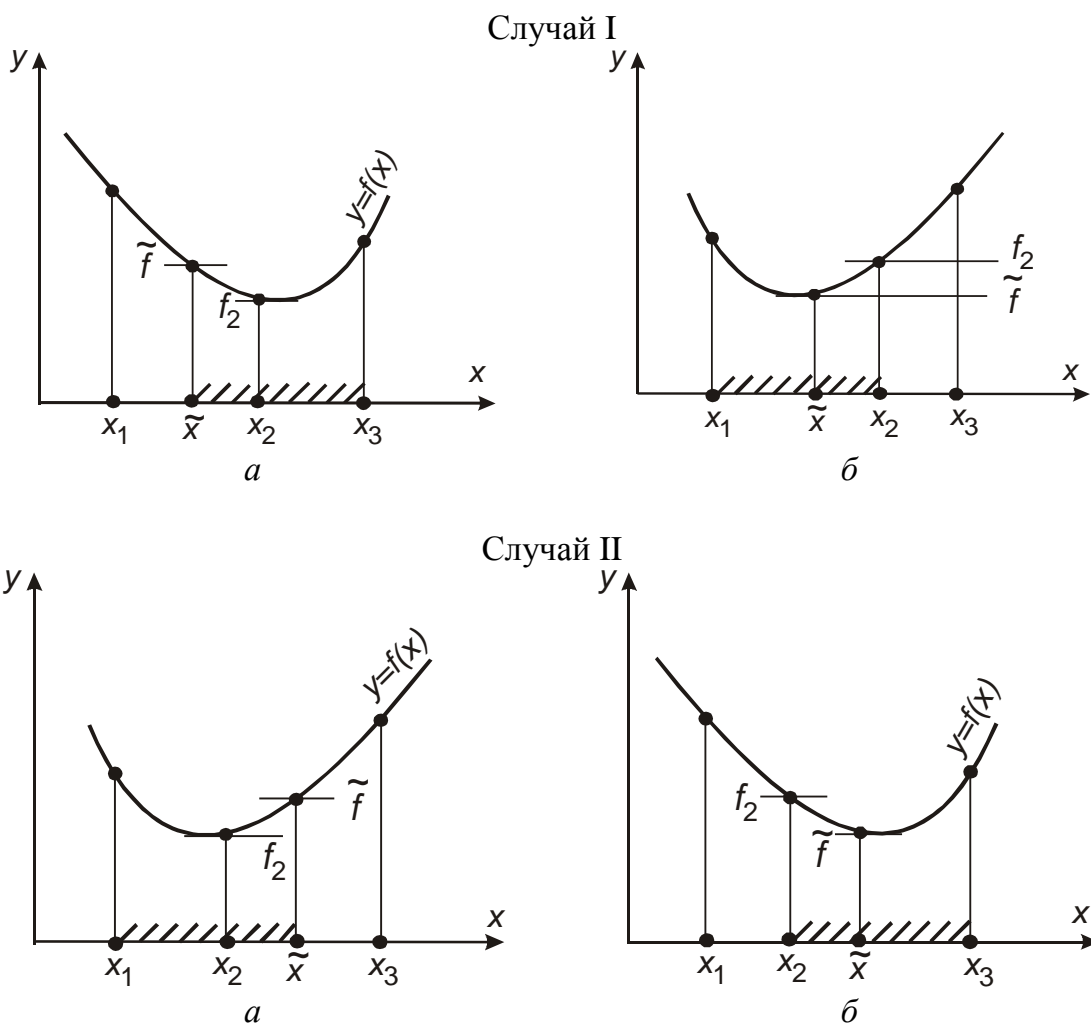 Случай I
y
y
y=f(x)
f̃
f₂
f₂
f̃
x
x
x₁ x̃ x₂ x₃
x₁ x̃ x₂ x₃
а
б
Случай II
y
y
y=f(x)
y=f(x)
f̃
f₂
f₂
f̃
x
x
x₁ x₂ x̃ x₃
x₁ x₂ x̃ x₃
а
б